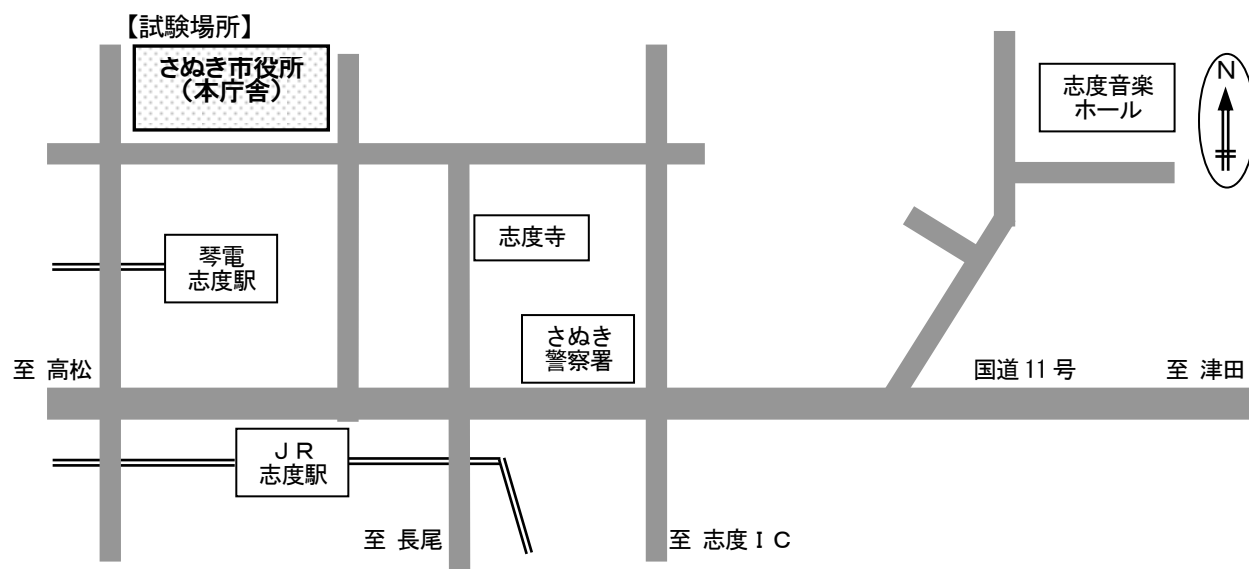 【試験場所】
さぬき市役所
（本庁舎）
志度音楽
ホール
N
志度寺
琴電
志度駅
さぬき
警察署
至 高松
国道11号
至 津田
ＪＲ
志度駅
至 長尾
至 志度ＩＣ